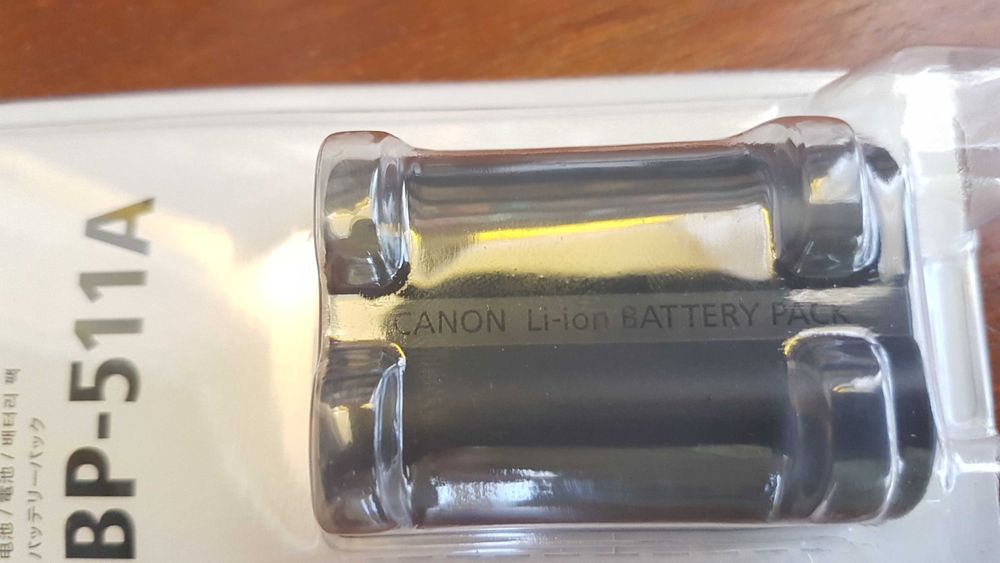 CANON Li-ion BATTERY PACK
BP-511A
电池 / 電池 / 배터리 팩
バッテリーパック